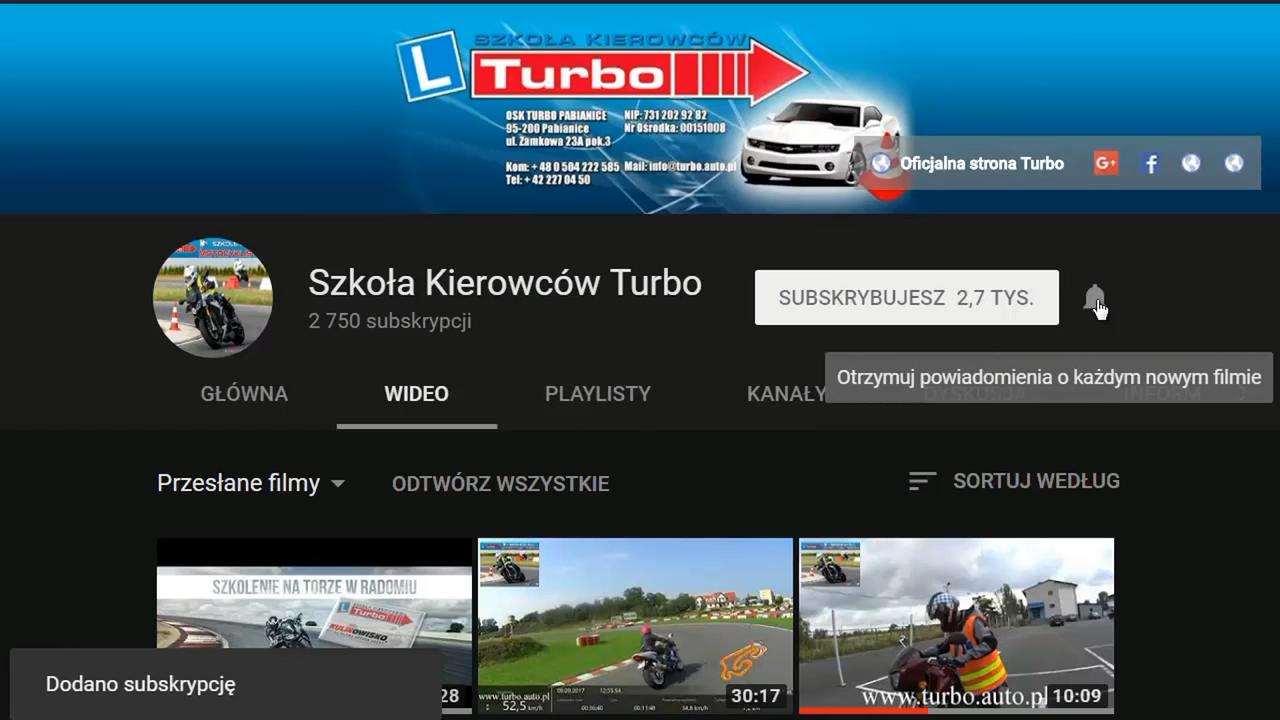 SZKOŁA KIEROWCÓW
L Turbo
OSK TURBO PABIANICE NIP: 731 202 92 82
95-200 Pabianice Nr Ośrodka: 00151008
ul. Zamkowa 23A pok.3
Kom: + 48 0 504 222 585 Mail: info@turbo.auto.pl
Tel: + 42 227 04 50
Oficjalna strona Turbo
G+ f
Szkoła Kierowców Turbo
2 750 subskrypcji
SUBSKRYBUJESZ 2,7 TYS.
Otrzymuj powiadomienia o każdym nowym filmie
GŁÓWNA WIDEO PLAYLISTY KANAŁY DYSKUSJA INFORM
Przesłane filmy ODTWÓRZ WSZYSTKIE SORTUJ WEDŁUG
SZKOLENIE NA TORZE W RADOMIU
L Turbo
KULIKOWISKO
28
www.turbo.auto.pl
52,5 km/h
30:17
www.turbo.auto.pl
10:09
Dodano subskrypcję